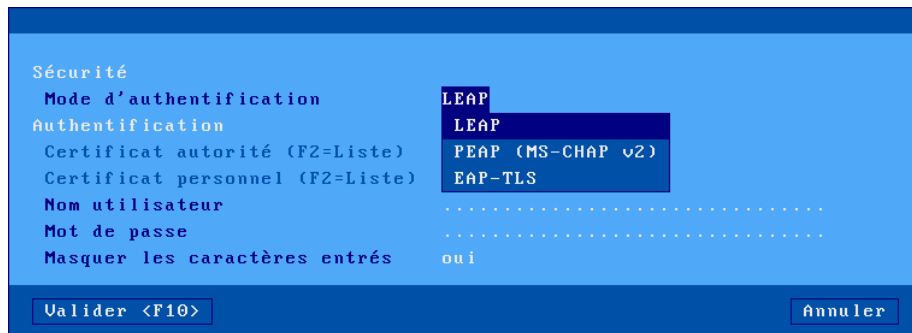 Sécurité
Mode d'authentification LEAP
Authentification LEAP
Certificat autorité (F2=Liste) PEAP (MS-CHAP v2)
Certificat personnel (F2=Liste) EAP-TLS
Nom utilisateur ................................
Mot de passe ................................
Masquer les caractères entrés oui
Valider <F10> Annuler